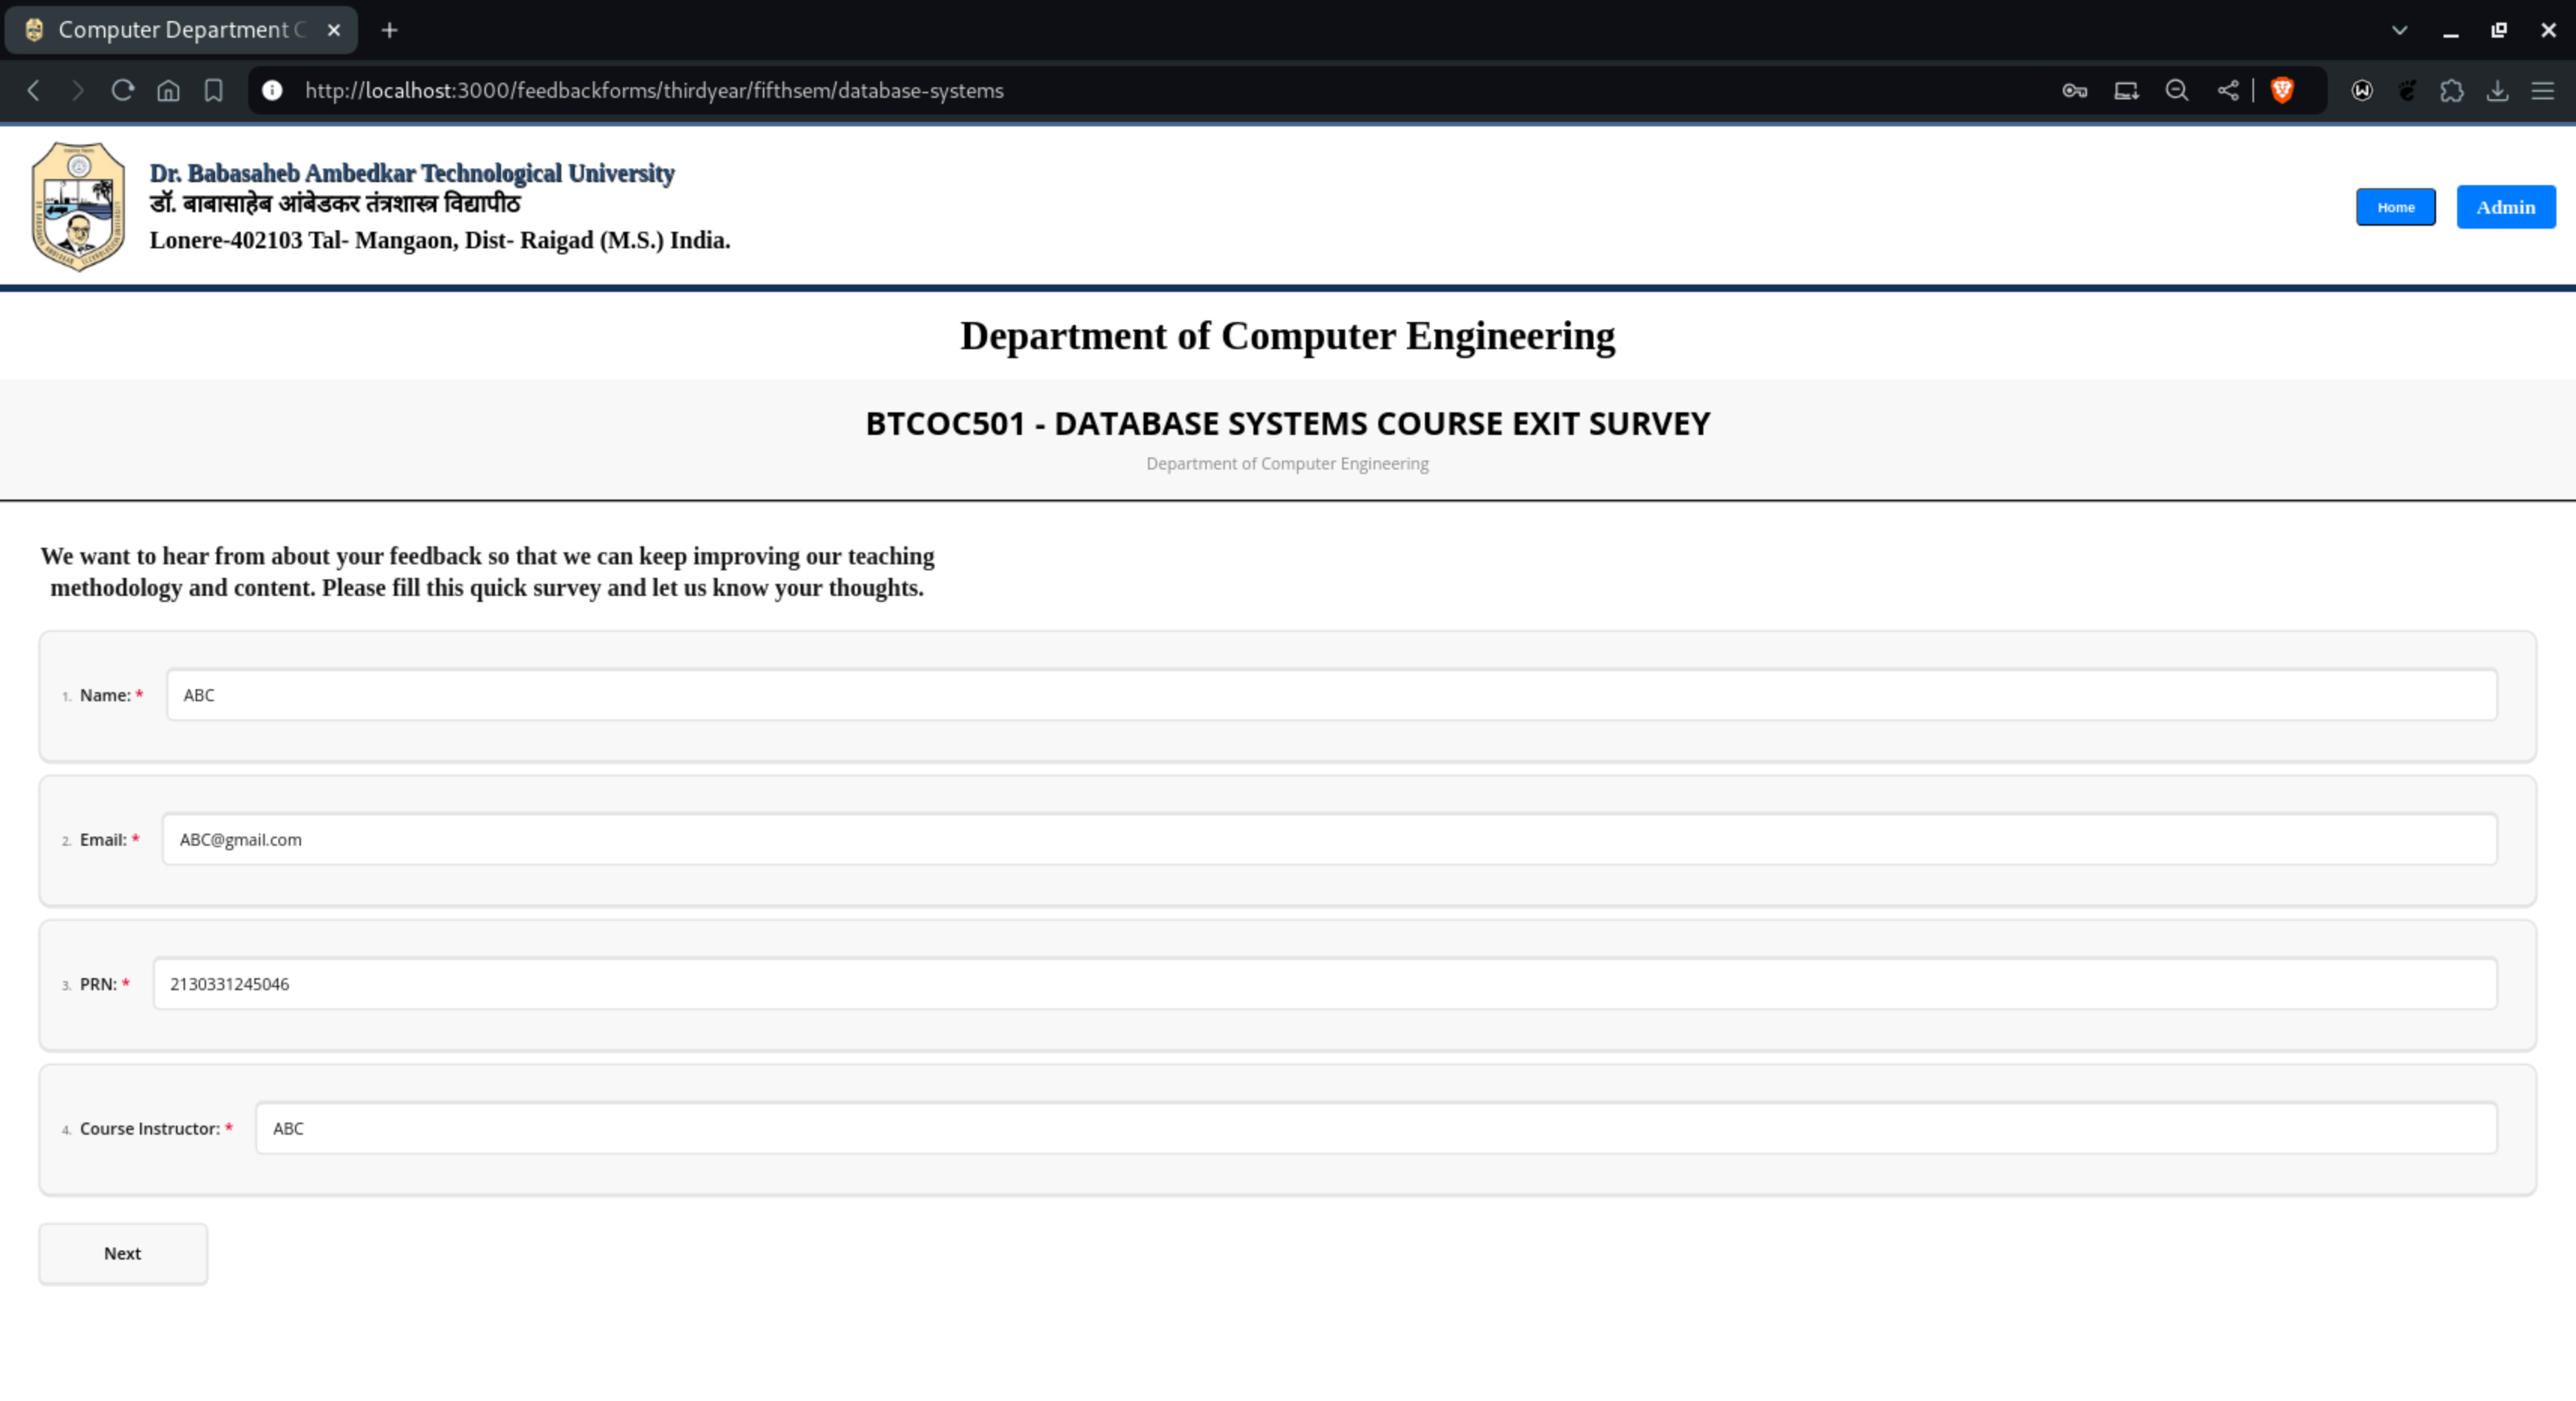 Computer Department C
http://localhost:3000/feedbackforms/thirdyear/fifthsem/database-systems
Dr. Babasaheb Ambedkar Technological University
डॉ. बाबासाहेब आंबेडकर तंत्रशास्त्र विद्यापीठ
Lonere-402103 Tal- Mangaon, Dist- Raigad (M.S.) India.
Home
Admin
Department of Computer Engineering
BTCOC501 - DATABASE SYSTEMS COURSE EXIT SURVEY
Department of Computer Engineering
We want to hear from about your feedback so that we can keep improving our teaching
methodology and content. Please fill this quick survey and let us know your thoughts.
1. Name: * ABC
2. Email: * ABC@gmail.com
3. PRN: * 2130331245046
4. Course Instructor: * ABC
Next